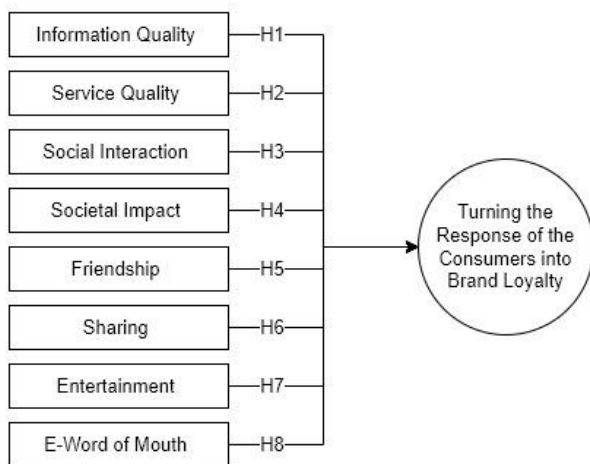 Information Quality
H1
Service Quality
H2
Social Interaction
H3
Societal Impact
H4
Friendship
H5
Sharing
H6
Entertainment
H7
E-Word of Mouth
H8
Turning the
Response of the
Consumers into
Brand Loyalty